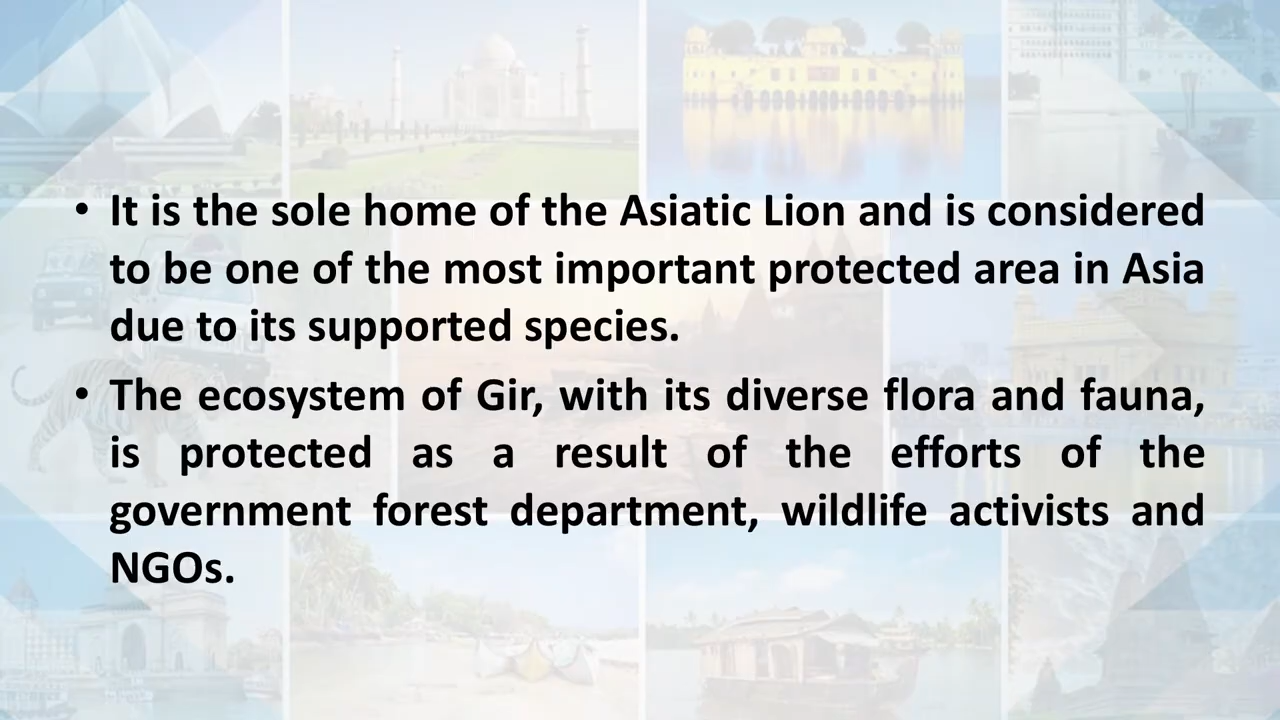 • It is the sole home of the Asiatic Lion and is considered
to be one of the most important protected area in Asia
due to its supported species.
• The ecosystem of Gir, with its diverse flora and fauna,
is protected as a result of the efforts of the
government forest department, wildlife activists and
NGOs.